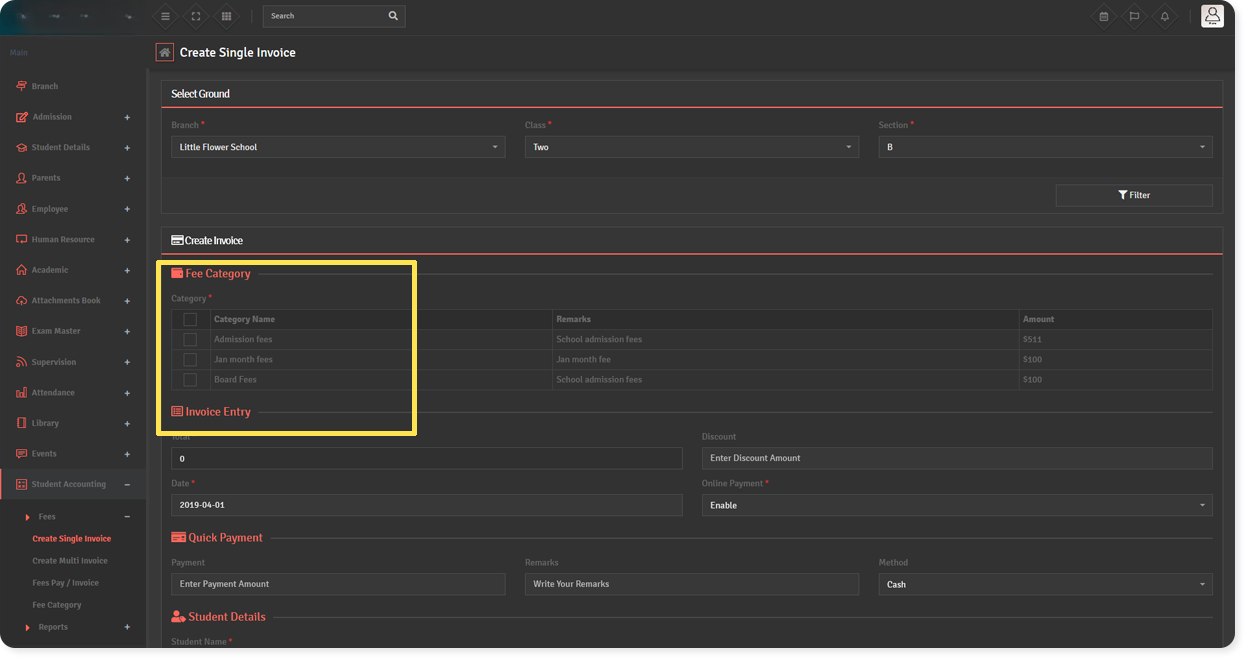 Search
Main
Create Single Invoice
Branch
Admission +
Student Details +
Parents +
Employee +
Human Resource +
Academic +
Attachments Book +
Exam Master +
Supervision +
Attendance +
Library +
Events +
Student Accounting −
Fees −
Create Single Invoice
Create Multi Invoice
Fees Pay / Invoice
Fee Category
Reports +
Select Ground
Branch * Class * Section *
Little Flower School Two B
Filter
Create Invoice
Fee Category
Category *
Category Name Remarks Amount
Admission fees School admission fees $511
Jan month fees Jan month fee $100
Board Fees School admission fees $100
Invoice Entry
Total Discount
0 Enter Discount Amount
Date * Online Payment *
2019-04-01 Enable
Quick Payment
Payment Remarks Method
Enter Payment Amount Write Your Remarks Cash
Student Details
Student Name *